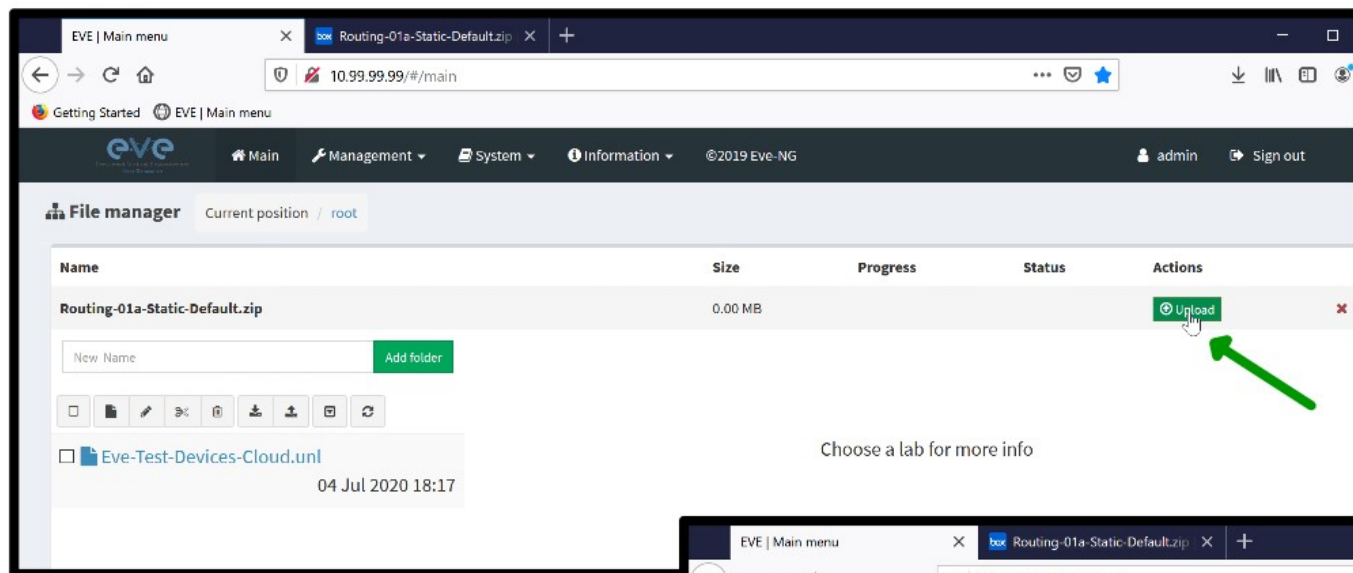 EVE | Main menu
box Routing-01a-Static-Default.zip
10.99.99.99/#/main
Getting Started EVE | Main menu
eve Main Management System Information ©2019 Eve-NG admin Sign out
File manager Current position / root
Name Size Progress Status Actions
Routing-01a-Static-Default.zip 0.00 MB Upload
New Name Add folder
Choose a lab for more info
Eve-Test-Devices-Cloud.unl
04 Jul 2020 18:17
EVE | Main menu
box Routing-01a-Static-Default.zip